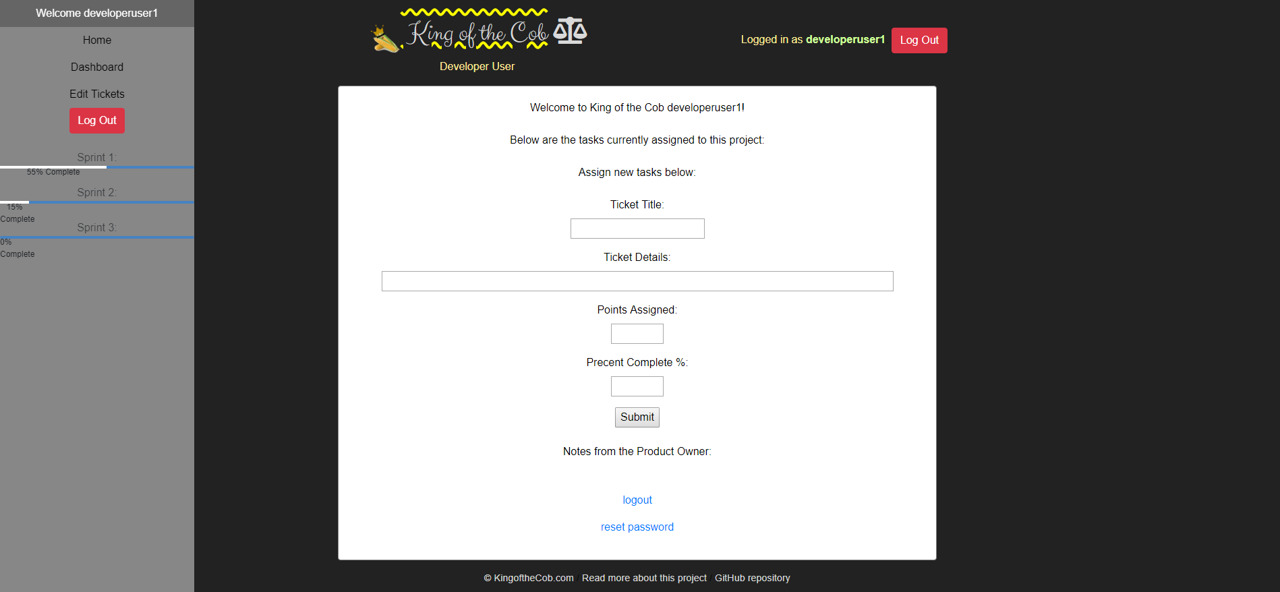 Welcome developeruser1
Home
Dashboard
Edit Tickets
Log Out
Sprint 1:
55% Complete
Sprint 2:
15%
Complete
Sprint 3:
0%
Complete
King of the Cob
Developer User
Logged in as developeruser1 Log Out
Welcome to King of the Cob developeruser1!
Below are the tasks currently assigned to this project:
Assign new tasks below:
Ticket Title:
Ticket Details:
Points Assigned:
Precent Complete %:
Submit
Notes from the Product Owner:
logout
reset password
© KingoftheCob.com Read more about this project GitHub repository